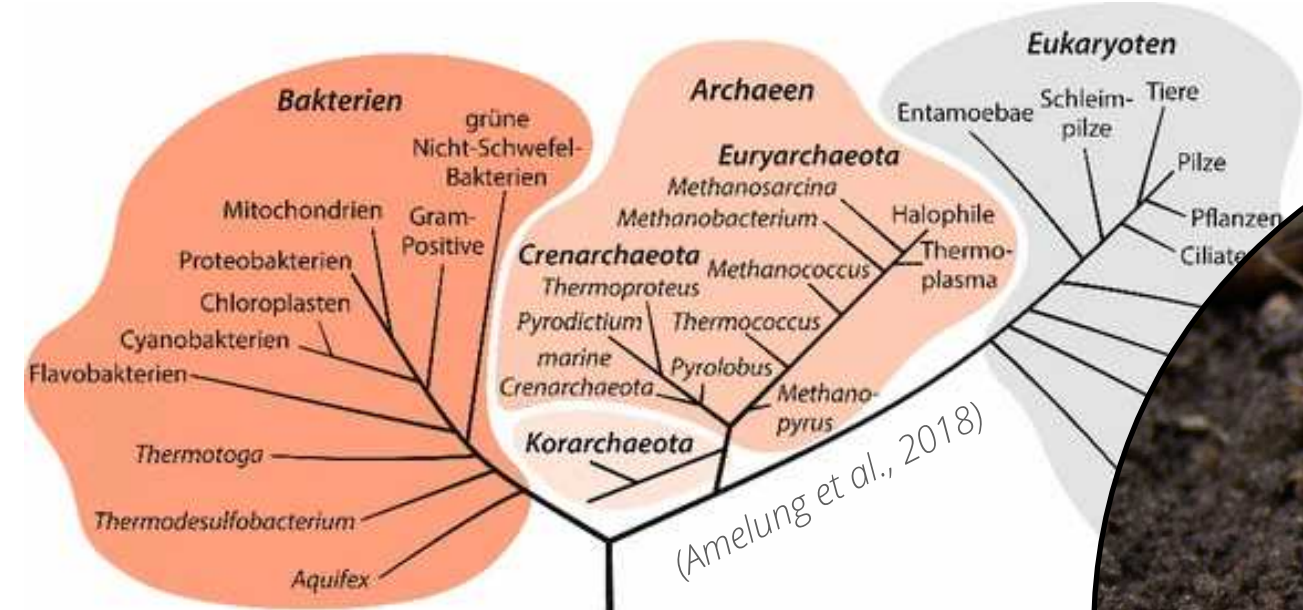 Bakterien
grüne
Nicht-Schwefel-
Bakterien
Mitochondrien
Gram-
Positive
Proteobakterien
Chloroplasten
Cyanobakterien
Flavobakterien
Thermotoga
Thermodesulfobacterium
Aquifex
Archaeen
Euryarchaeota
Methanosarcina
Methanobacterium
Halophile
Crenarchaeota
Methanococcus
Thermo-
plasma
Thermoproteus
Pyrodictium
Thermococcus
marine
Crenarchaeota
Pyrolobus
Methano-
pyrus
Korarchaeota
Eukaryoten
Entamoebae
Schleim-
pilze
Tiere
Pilze
Pflanzen
Ciliate
(Amelung et al., 2018)